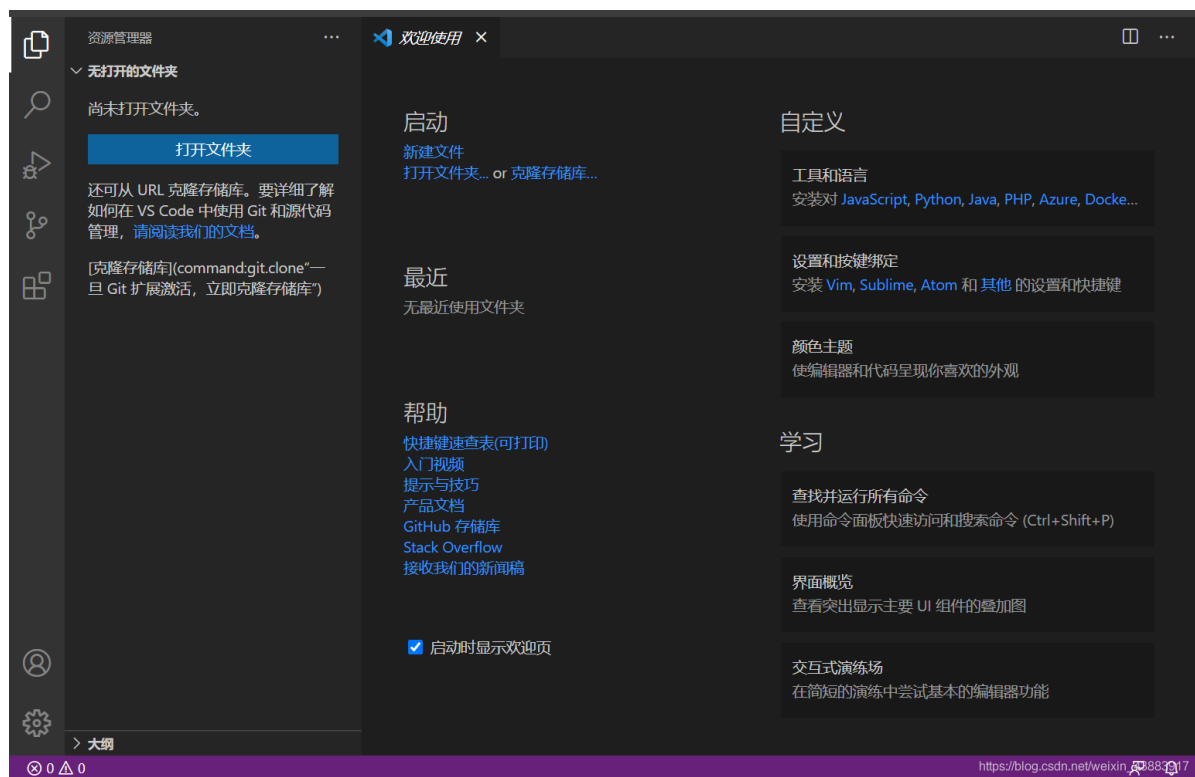 资源管理器
···
无打开的文件夹
尚未打开文件夹。
打开文件夹
还可从 URL 克隆存储库。要详细了解
如何在 VS Code 中使用 Git 和源代码
管理，请阅读我们的文档。
[克隆存储库](command:git.clone“一
旦 Git 扩展激活，立即克隆存储库”)
大纲
欢迎使用
启动
新建文件
打开文件夹... or 克隆存储库...
最近
无最近使用文件夹
帮助
快捷键速查表(可打印)
入门视频
提示与技巧
产品文档
GitHub 存储库
Stack Overflow
接收我们的新闻稿
启动时显示欢迎页
自定义
工具和语言
安装对 JavaScript, Python, Java, PHP, Azure, Docke...
设置和按键绑定
安装 Vim, Sublime, Atom 和 其他 的设置和快捷键
颜色主题
使编辑器和代码呈现你喜欢的外观
学习
查找并运行所有命令
使用命令面板快速访问和搜索命令 (Ctrl+Shift+P)
界面概览
查看突出显示主要 UI 组件的叠加图
交互式演练场
在简短的演练中尝试基本的编辑器功能
0 0